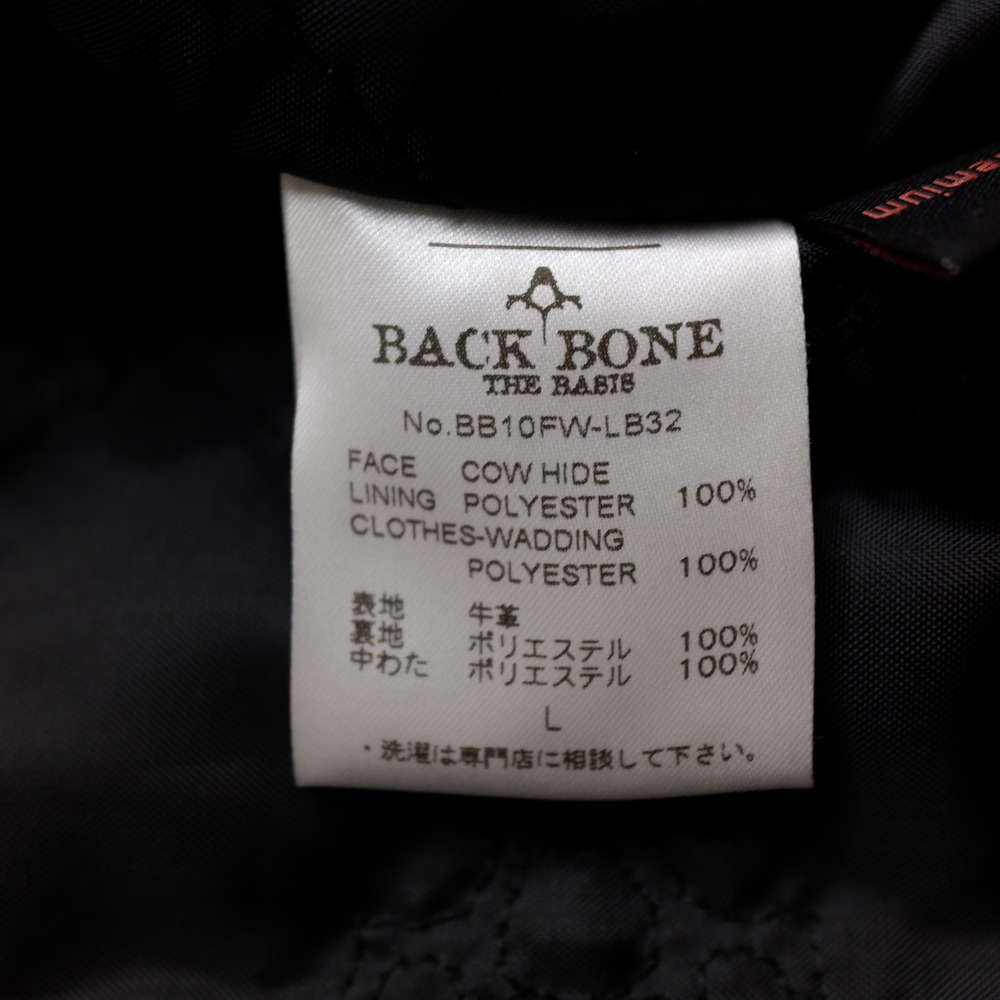 BACK BONE
THE BASIS
No.BB10FW-LB32
FACE COW HIDE
LINING POLYESTER 100%
CLOTHES-WADDING
POLYESTER 100%
表地 牛革
裏地 ポリエステル 100%
中わた ポリエステル 100%
L
・洗濯は専門店に相談して下さい。
emium